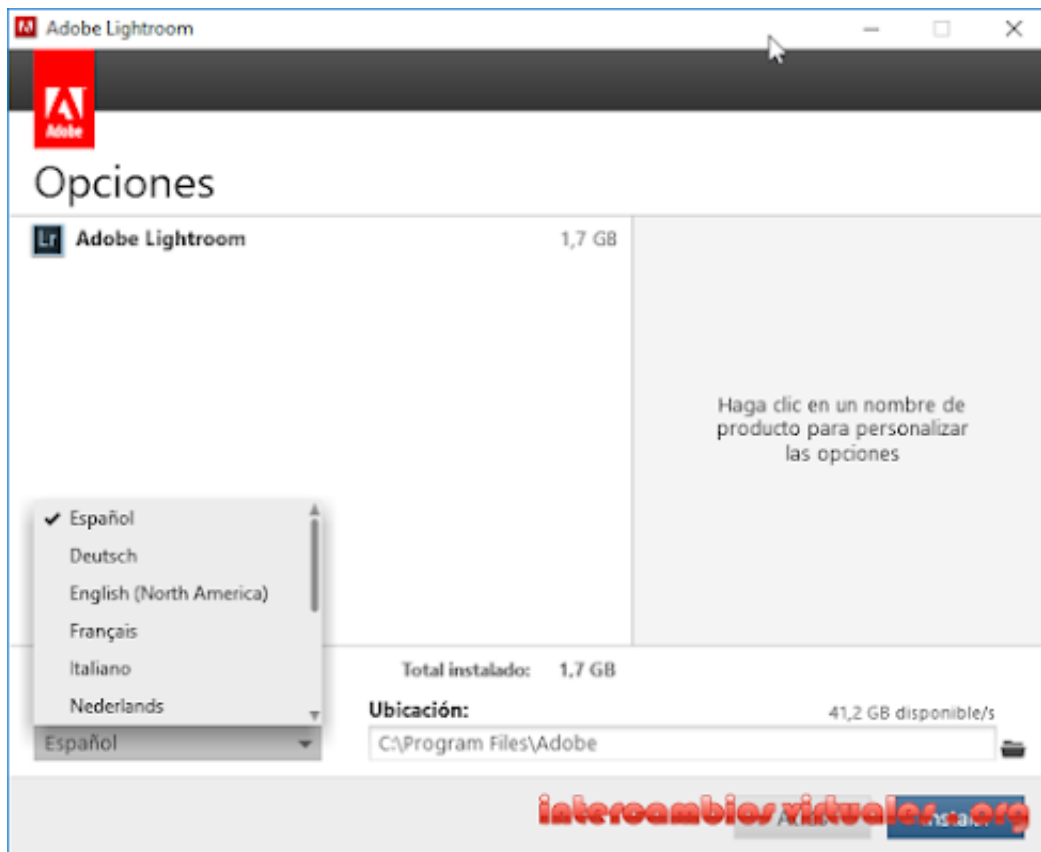 Adobe Lightroom
Adobe
Opciones
Lr Adobe Lightroom 1,7 GB
Haga clic en un nombre de
producto para personalizar
las opciones
Español
Deutsch
English (North America)
Français
Italiano
Nederlands
Español
Total instalado: 1,7 GB
Ubicación: 41,2 GB disponible/s
C:\Program Files\Adobe
intercambiosvirtuales.org